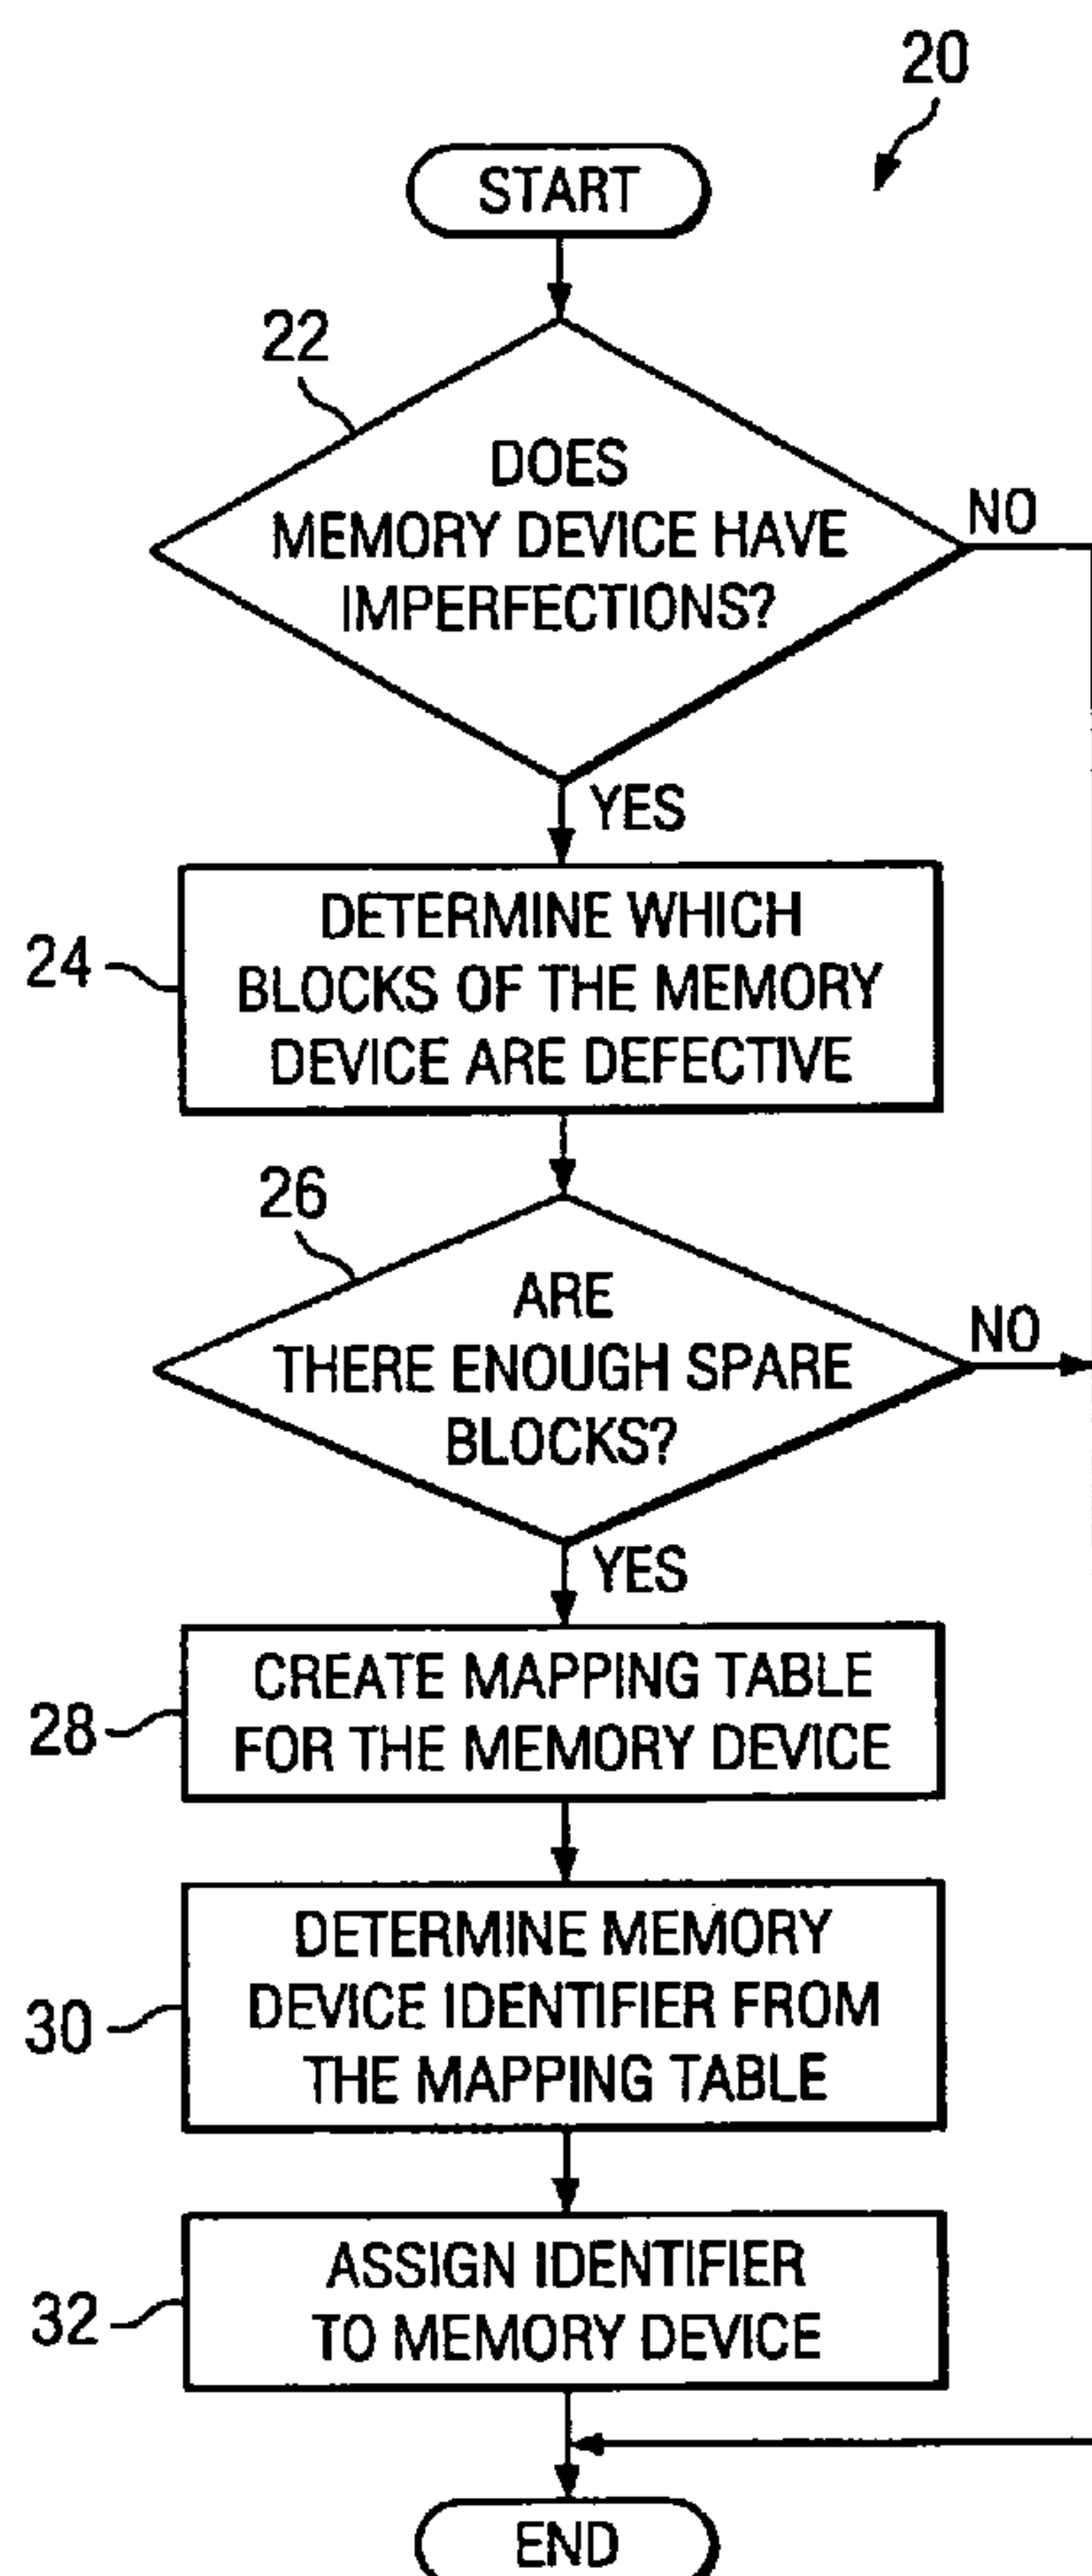 20
START
22
DOES
MEMORY DEVICE HAVE
IMPERFECTIONS?
NO
YES
24
DETERMINE WHICH
BLOCKS OF THE MEMORY
DEVICE ARE DEFECTIVE
26
ARE
THERE ENOUGH SPARE
BLOCKS?
NO
YES
28
CREATE MAPPING TABLE
FOR THE MEMORY DEVICE
30
DETERMINE MEMORY
DEVICE IDENTIFIER FROM
THE MAPPING TABLE
32
ASSIGN IDENTIFIER
TO MEMORY DEVICE
END